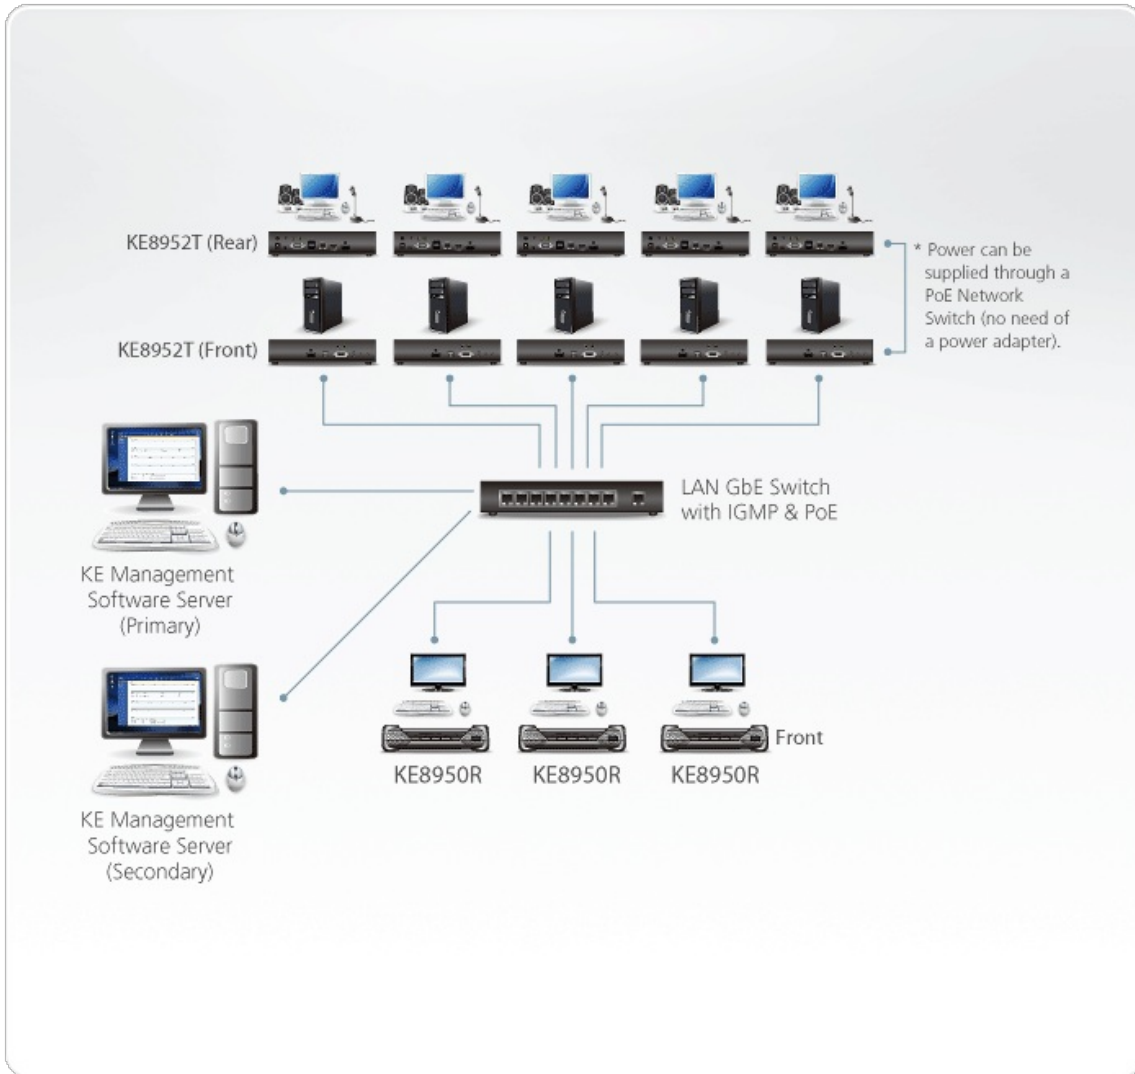 KE8952T (Rear)
* Power can be
supplied through a
PoE Network
Switch (no need of
a power adapter).
KE8952T (Front)
LAN GbE Switch
with IGMP & PoE
KE Management
Software Server
(Primary)
Front
KE8950R
KE8950R
KE8950R
KE Management
Software Server
(Secondary)